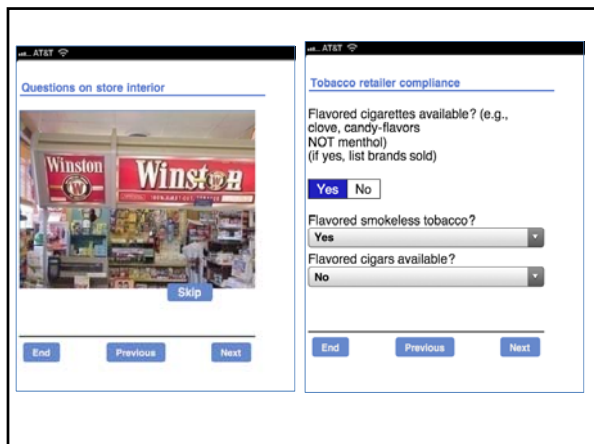 AT&T
Questions on store interior
Winston
Winston
Skip
End Previous Next
AT&T
Tobacco retailer compliance
Flavored cigarettes available? (e.g.,
clove, candy-flavors
NOT menthol)
(if yes, list brands sold)
Yes No
Flavored smokeless tobacco?
Yes
Flavored cigars available?
No
End Previous Next